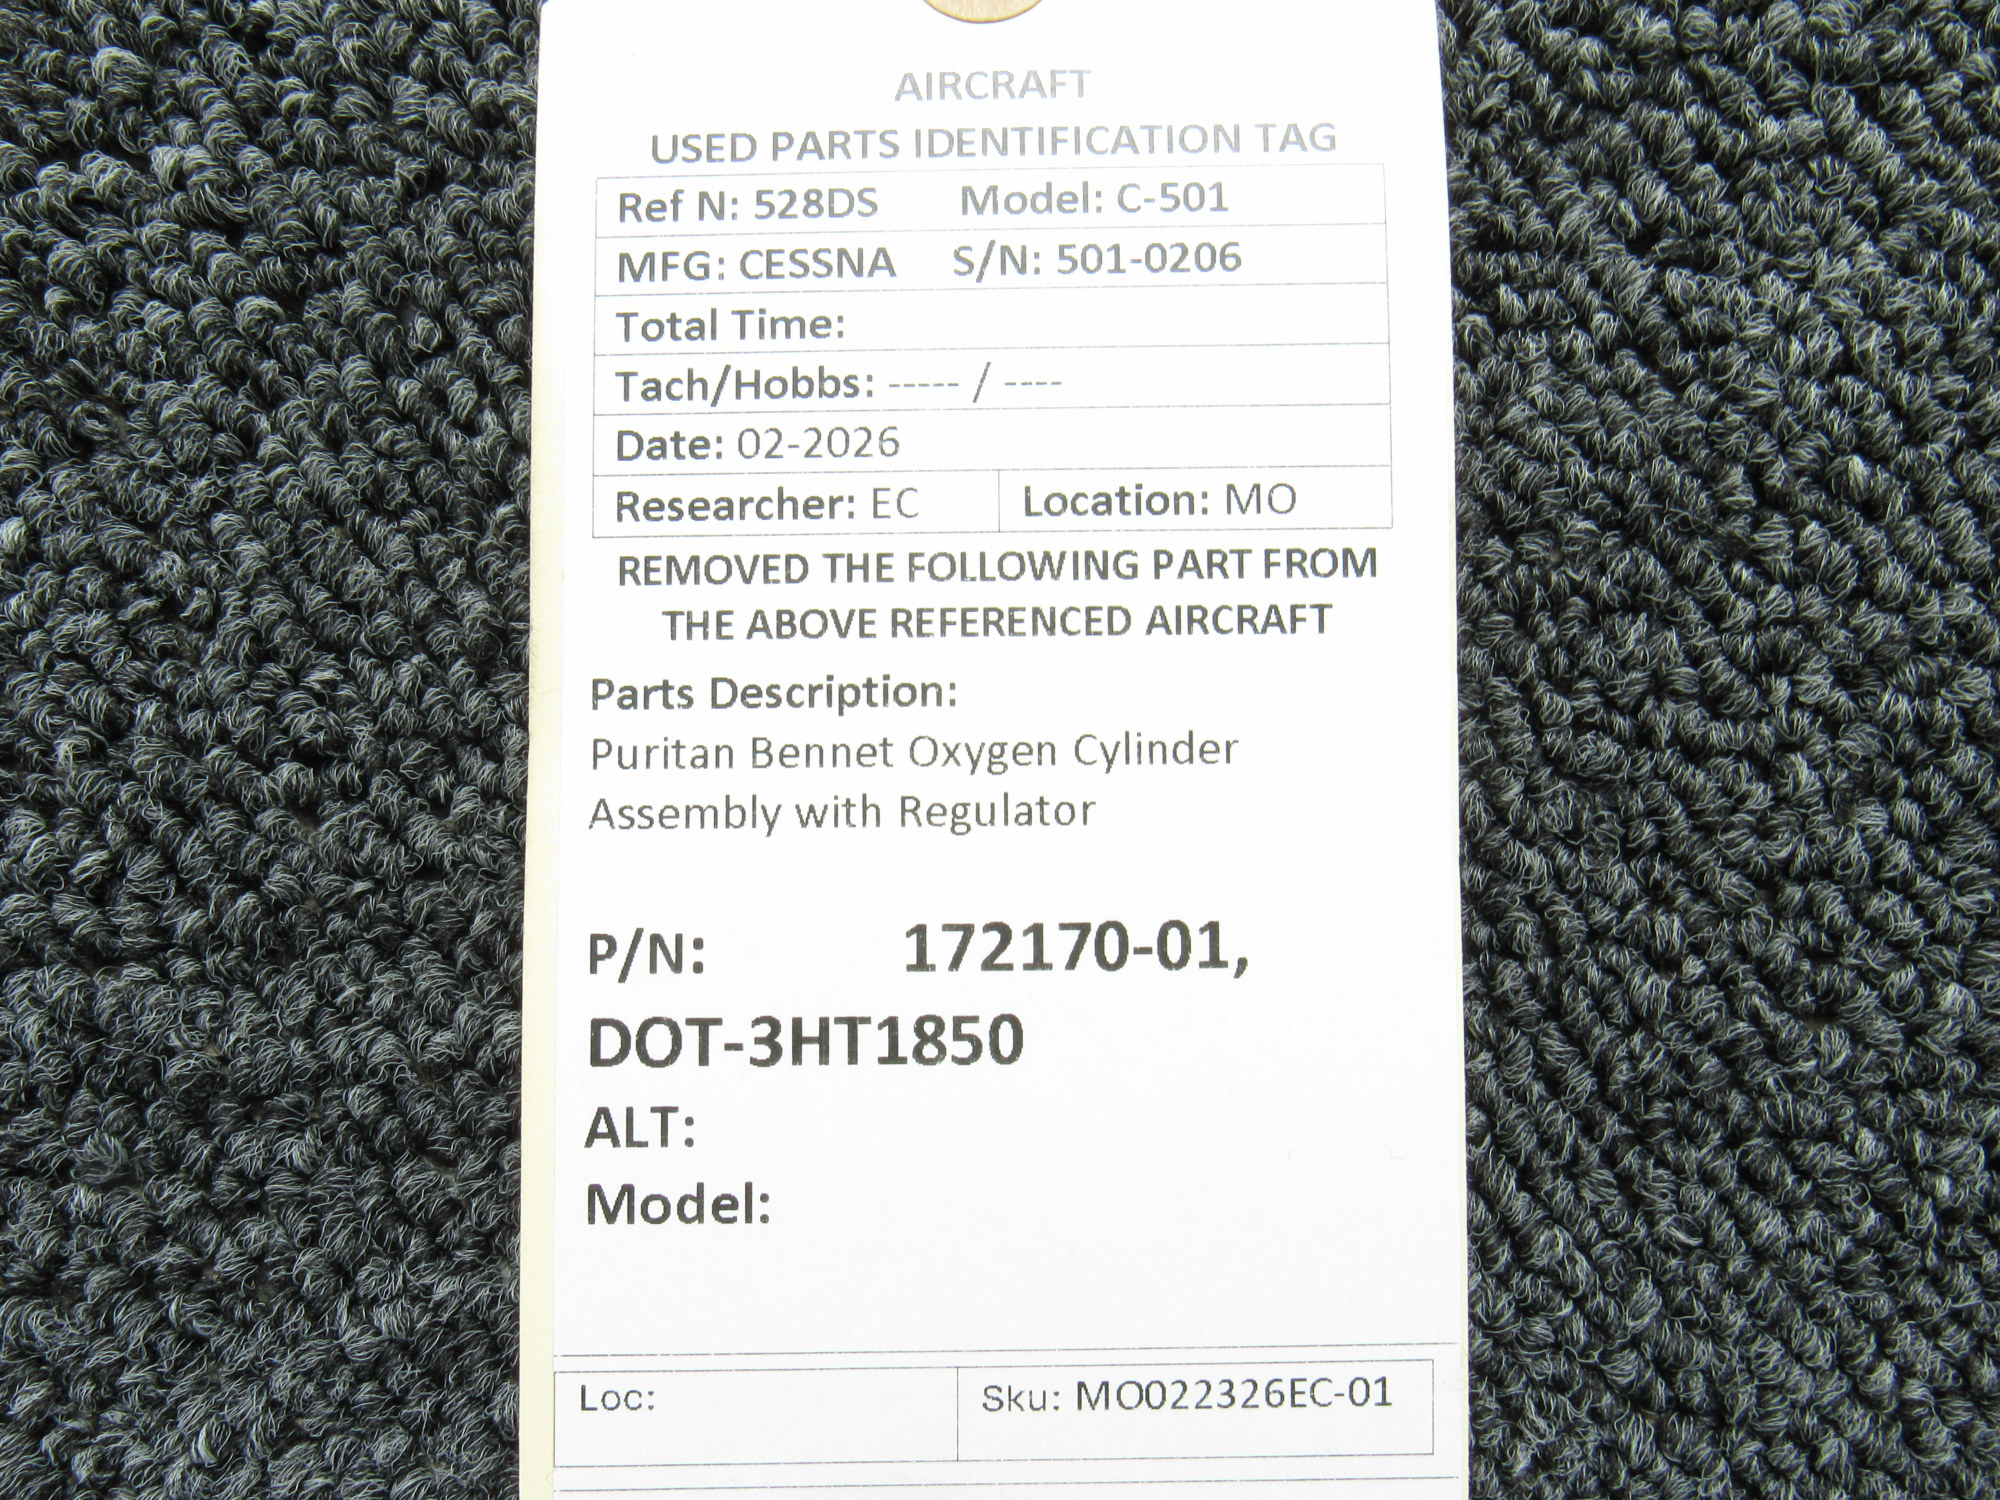 AIRCRAFT
USED PARTS IDENTIFICATION TAG
Ref N: 528DS Model: C-501
MFG: CESSNA S/N: 501-0206
Total Time:
Tach/Hobbs: ----- / ----
Date: 02-2026
Researcher: EC Location: MO
REMOVED THE FOLLOWING PART FROM
THE ABOVE REFERENCED AIRCRAFT
Parts Description:
Puritan Bennet Oxygen Cylinder
Assembly with Regulator
P/N: 172170-01,
DOT-3HT1850
ALT:
Model:
Loc: Sku: MO022326EC-01